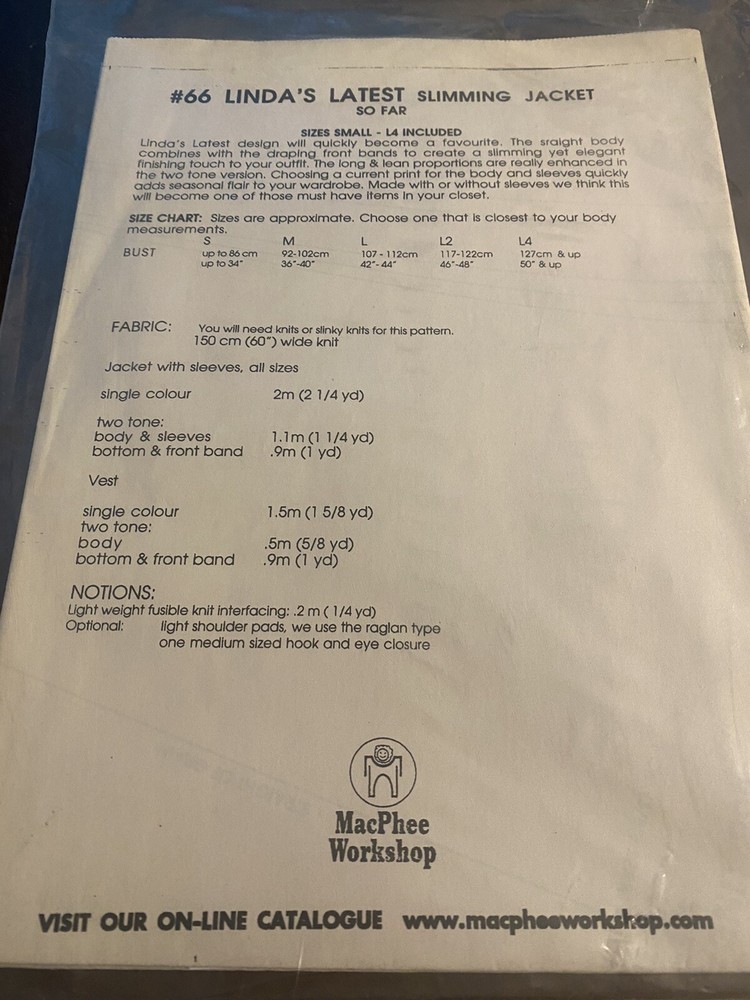 #66 LINDA'S LATEST SLIMMING JACKET
SO FAR
SIZES SMALL - L4 INCLUDED
Linda's Latest design will quickly become a favourite. The sraight body
combines with the draping front bands to create a slimming yet elegant
finishing touch to your outfit. The long & lean proportions are really enhanced in
the two tone version. Choosing a current print for the body and sleeves quickly
adds seasonal flair to your wardrobe. Made with or without sleeves we think this
will become one of those must have items in your closet.
SIZE CHART: Sizes are approximate. Choose one that is closest to your body
measurements.
S M L L2 L4
BUST up to 86 cm 92-102cm 107 - 112cm 117-122cm 127cm & up
up to 34" 36"-40" 42"- 44" 46"-48" 50" & up
FABRIC: You will need knits or slinky knits for this pattern.
150 cm (60") wide knit
Jacket with sleeves, all sizes
single colour 2m (2 1/4 yd)
two tone:
body & sleeves 1.1m (1 1/4 yd)
bottom & front band .9m (1 yd)
Vest
single colour 1.5m (1 5/8 yd)
two tone:
body .5m (5/8 yd)
bottom & front band .9m (1 yd)
NOTIONS:
Light weight fusible knit interfacing: .2 m ( 1/4 yd)
Optional: light shoulder pads, we use the raglan type
one medium sized hook and eye closure
MacPhee
Workshop
VISIT OUR ON-LINE CATALOGUE www.macpheeworkshop.com